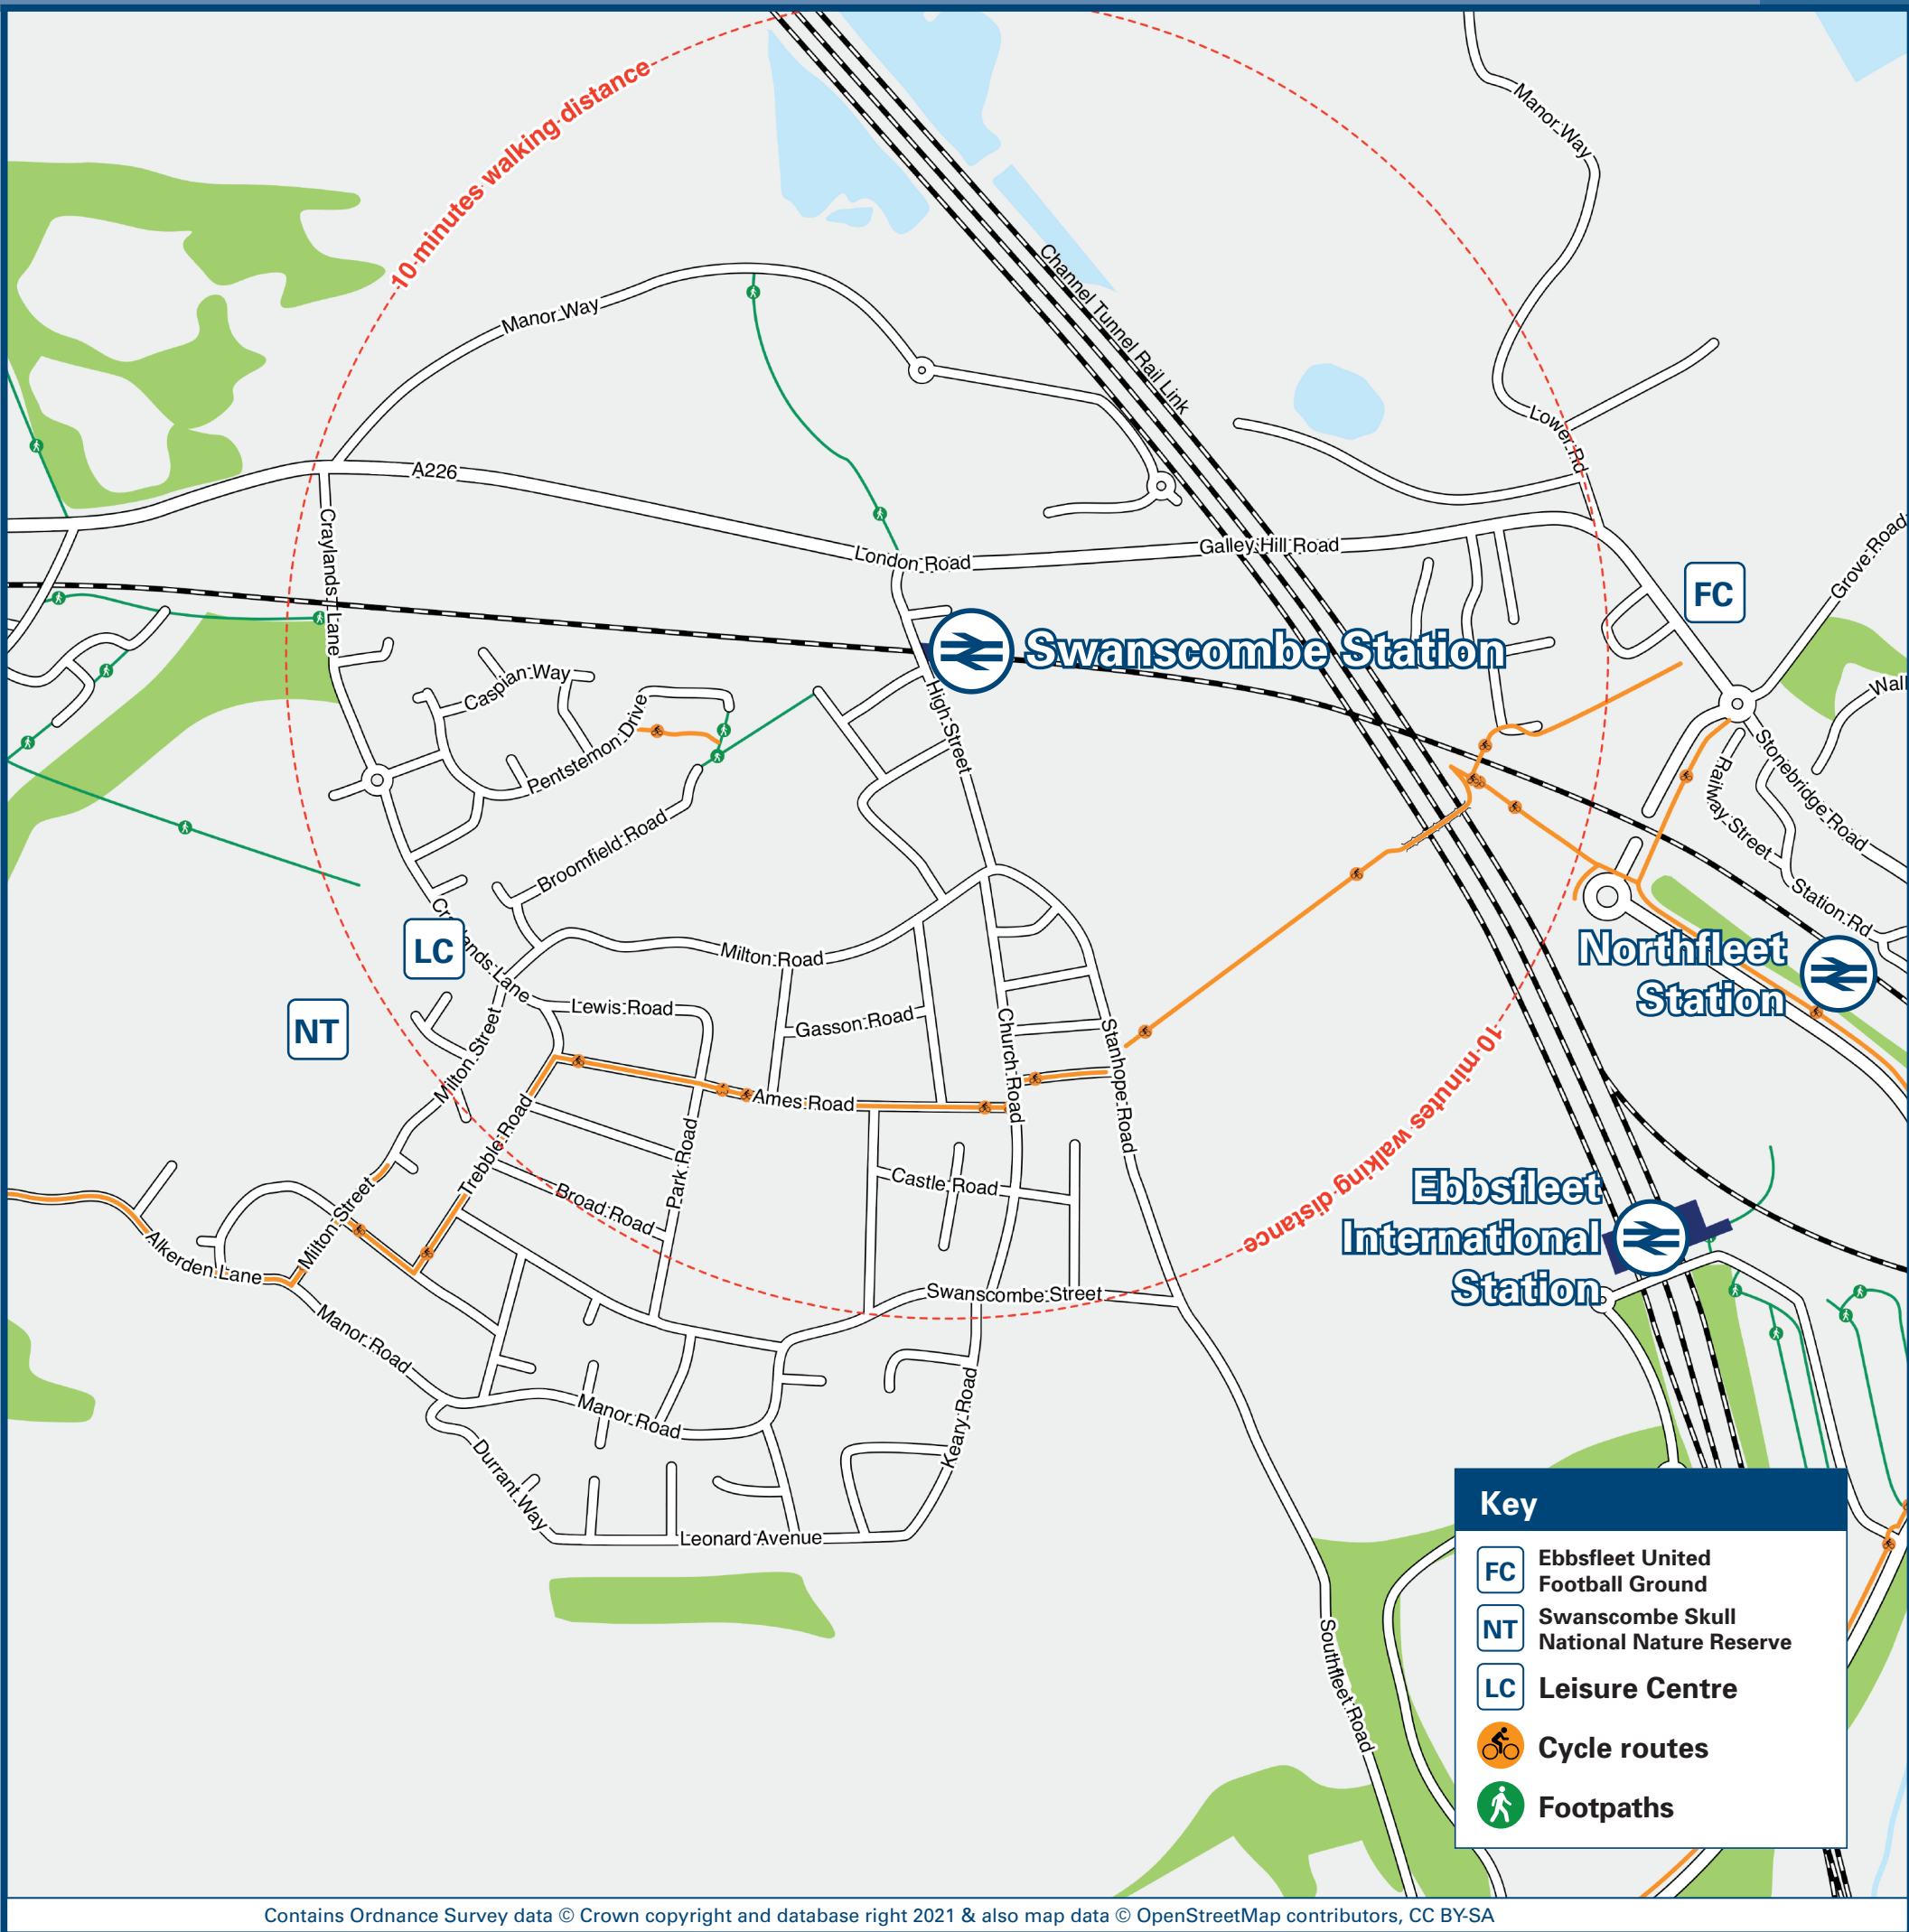 10 minutes walking distance
Manor Way
Manor Way
Channel Tunnel Rail Link
Lower Rd
A226
Craylands Lane
London Road
Galley Hill Road
Grove Road
FC
Swanscombe Station
Caspian Way
High Street
Pentstemon Drive
Stonebridge Road
Railway Street
Broomfield Road
Station Rd
LC
Craylands Lane
Milton Road
Northfleet
Station
NT
Lewis Road
Gasson Road
Church Road
Stanhope Road
Milton Street
Ames Road
10 minutes walking distance
Trebble Road
Park Road
Castle Road
Broad Road
Ebbsfleet
International
Station
Milton Street
Alkerden Lane
Swanscombe Street
Manor Road
Manor Road
Keary Road
Durrant Way
Leonard Avenue
Southfleet Road
Key
FC Ebbsfleet United
Football Ground
NT Swanscombe Skull
National Nature Reserve
LC Leisure Centre
Cycle routes
Footpaths
Contains Ordnance Survey data © Crown copyright and database right 2021 & also map data © OpenStreetMap contributors, CC BY-SA